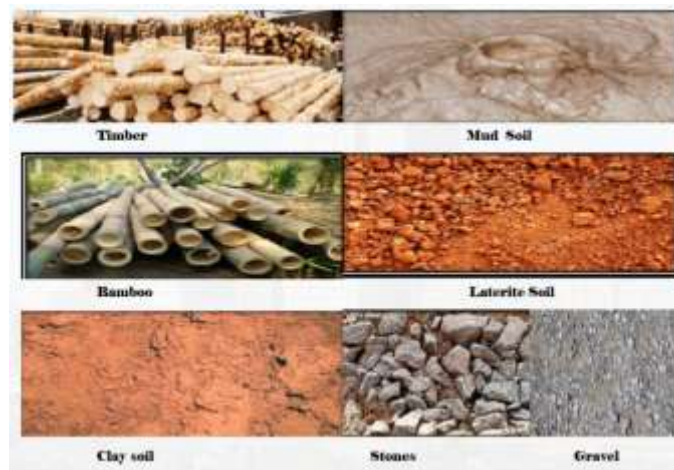 Timber
Mud Soil
Bamboo
Laterite Soil
Clay soil
Stones
Gravel